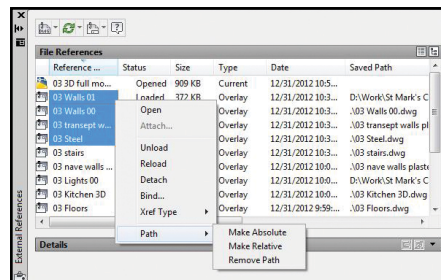 File References
Reference ... Status Size Type Date Saved Path
03 3D full mo... Opened 909 KB Current 12/31/2012 10:5...
03 Walls 01 Loaded 372 KB Overlay 12/31/2012 10:3... D:\Work\St Mark's C
03 Walls 00 Overlay 12/31/2012 10:3... .\03 Walls 00.dwg
03 transept w... Overlay 12/31/2012 10:3... .\03 transept walls pl
03 Steel Overlay 12/31/2012 10:3... .\03 Steel.dwg
03 stairs Overlay 12/31/2012 10:3... .\03 stairs.dwg
03 nave walls ... Overlay 12/31/2012 10:0... .\03 nave walls plaste
03 Lights 00 Overlay 12/31/2012 10:0... D:\Work\St Mark's C
03 Kitchen 3D Overlay 12/31/2012 10:0... .\03 Kitchen 3D.dwg
03 Floors Overlay 12/31/2012 9:59:... .\03 Floors.dwg
Open
Attach...
Unload
Reload
Detach
Bind...
Xref Type
Path
Make Absolute
Make Relative
Remove Path
Details
External References